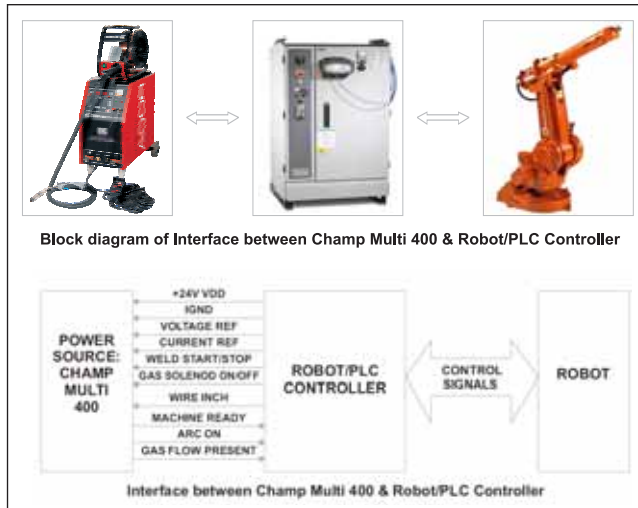 Block diagram of Interface between Champ Multi 400 & Robot/PLC Controller
+24V VDD
IGND
VOLTAGE REF
CURRENT REF
WELD START/STOP
GAS SOLENOD ON/OFF
WIRE INCH
MACHINE READY
ARC ON
GAS FLOW PRESENT
POWER
SOURCE:
CHAMP
MULTI
400
ROBOT/PLC
CONTROLLER
CONTROL
SIGNALS
ROBOT
Interface between Champ Multi 400 & Robot/PLC Controller